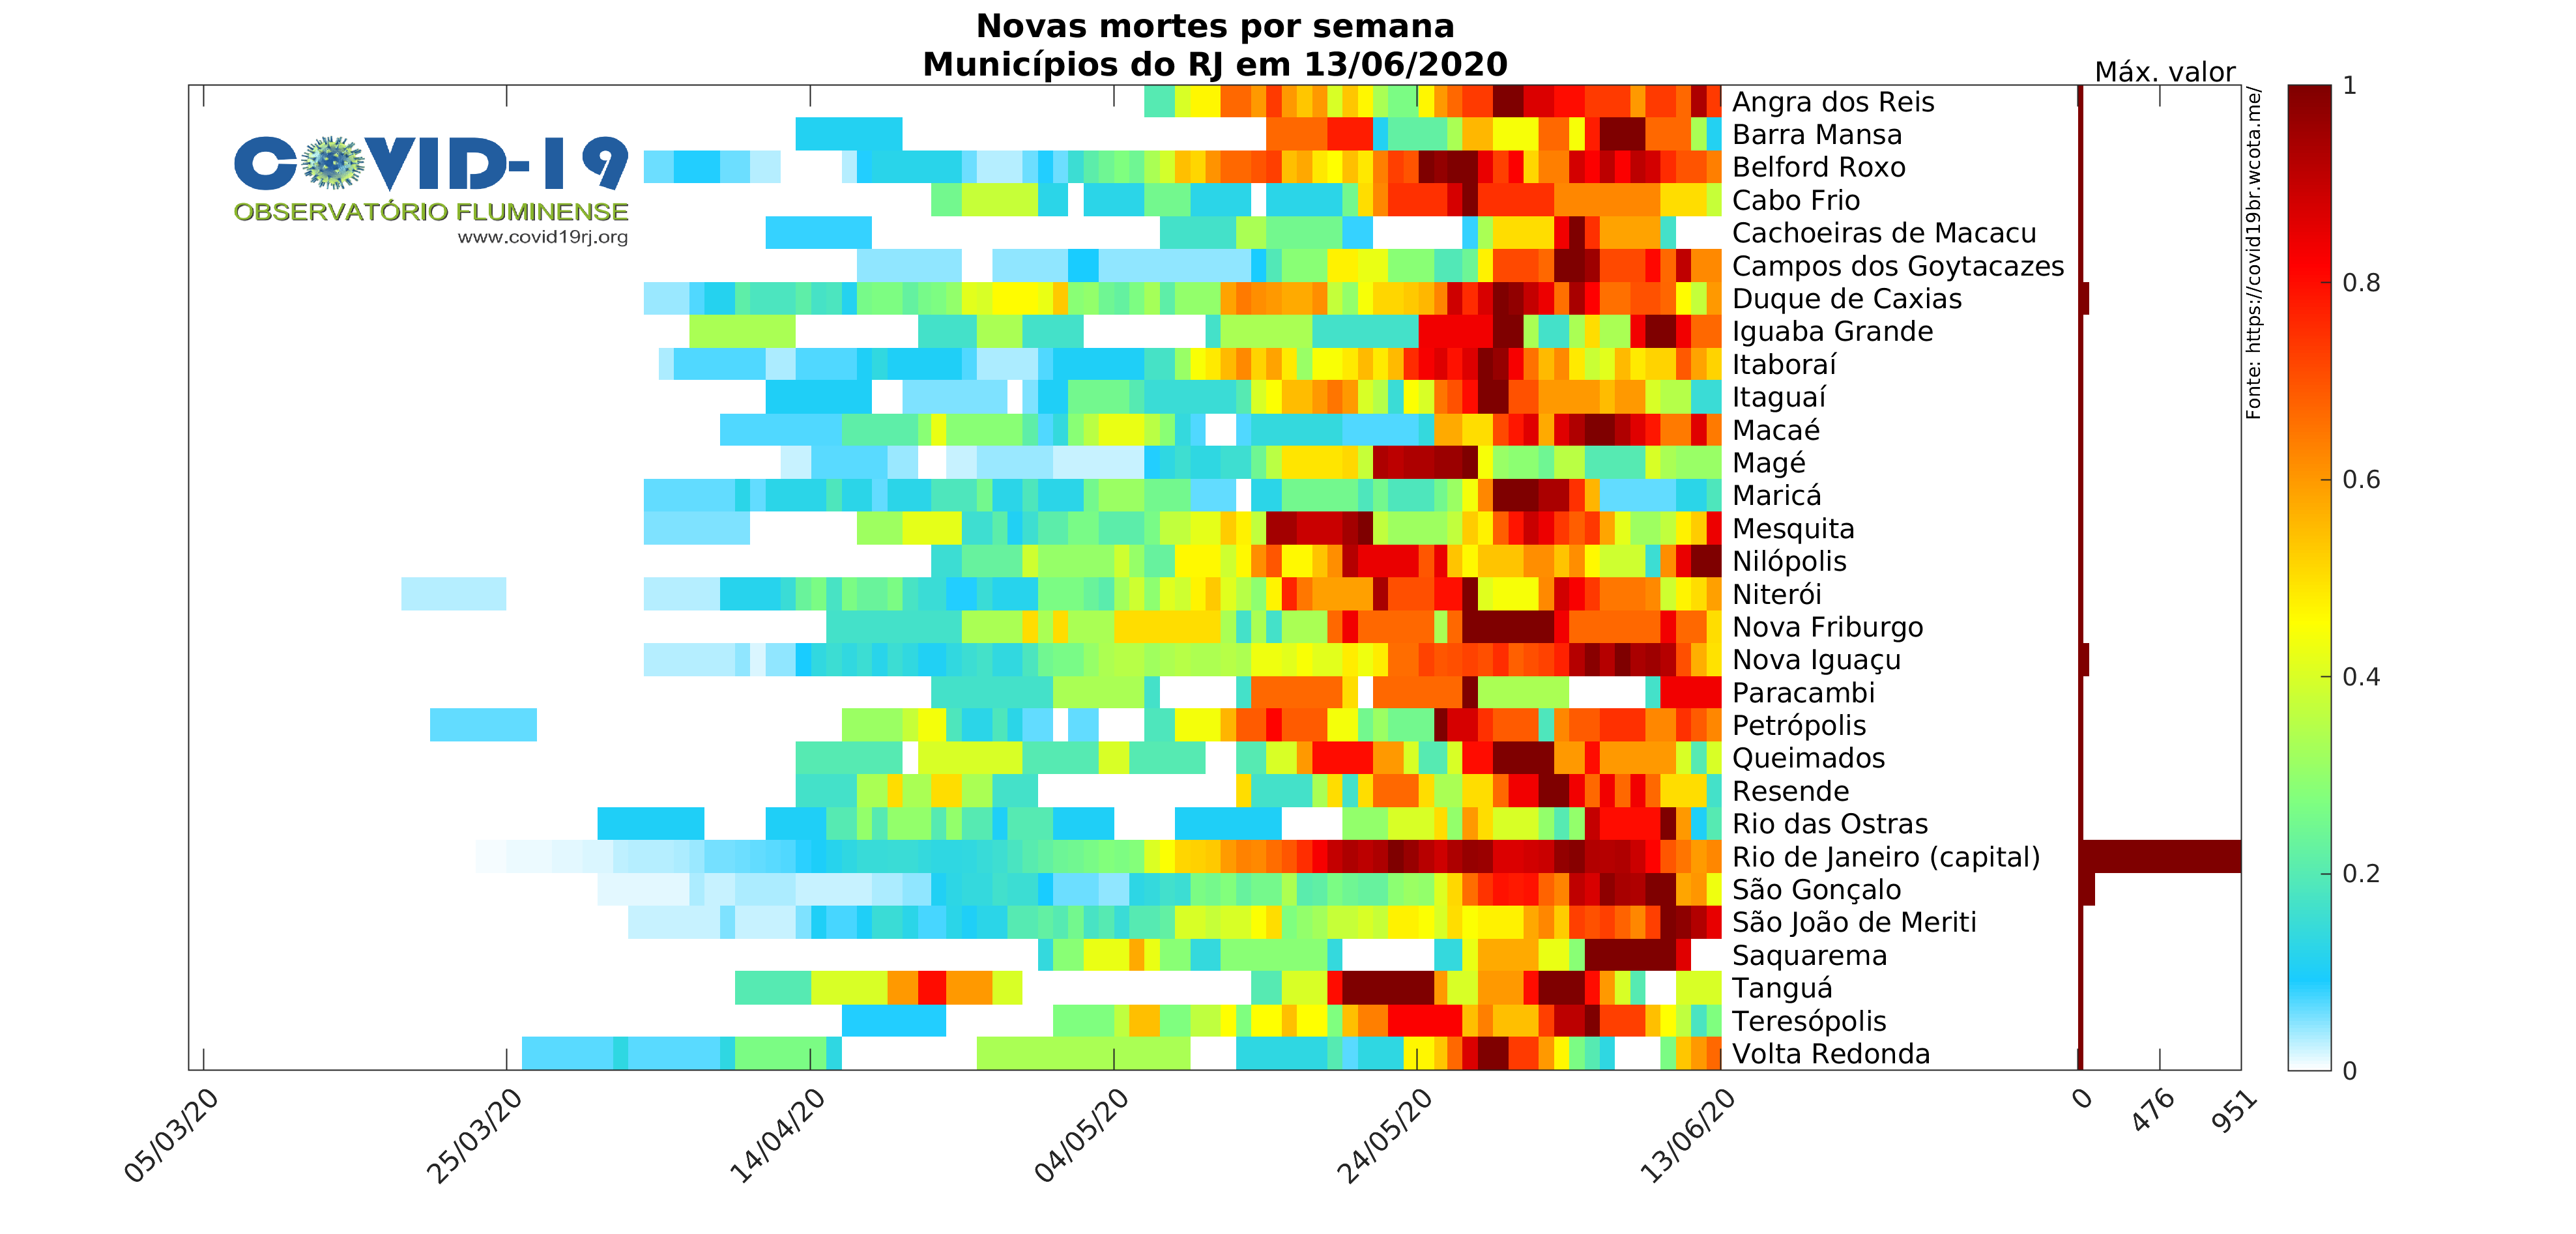 Novas mortes por semana
Municípios do RJ em 13/06/2020
Máx. valor
COVID-19
OBSERVATÓRIO FLUMINENSE
www.covid19rj.org
Angra dos Reis
Barra Mansa
Belford Roxo
Cabo Frio
Cachoeiras de Macacu
Campos dos Goytacazes
Duque de Caxias
Iguaba Grande
Itaboraí
Itaguaí
Macaé
Magé
Maricá
Mesquita
Nilópolis
Niterói
Nova Friburgo
Nova Iguaçu
Paracambi
Petrópolis
Queimados
Resende
Rio das Ostras
Rio de Janeiro (capital)
São Gonçalo
São João de Meriti
Saquarema
Tanguá
Teresópolis
Volta Redonda
Fonte: https://covid19br.wcota.me/
1
0.8
0.6
0.4
0.2
0
05/03/20
25/03/20
14/04/20
04/05/20
24/05/20
13/06/20
0
476
951